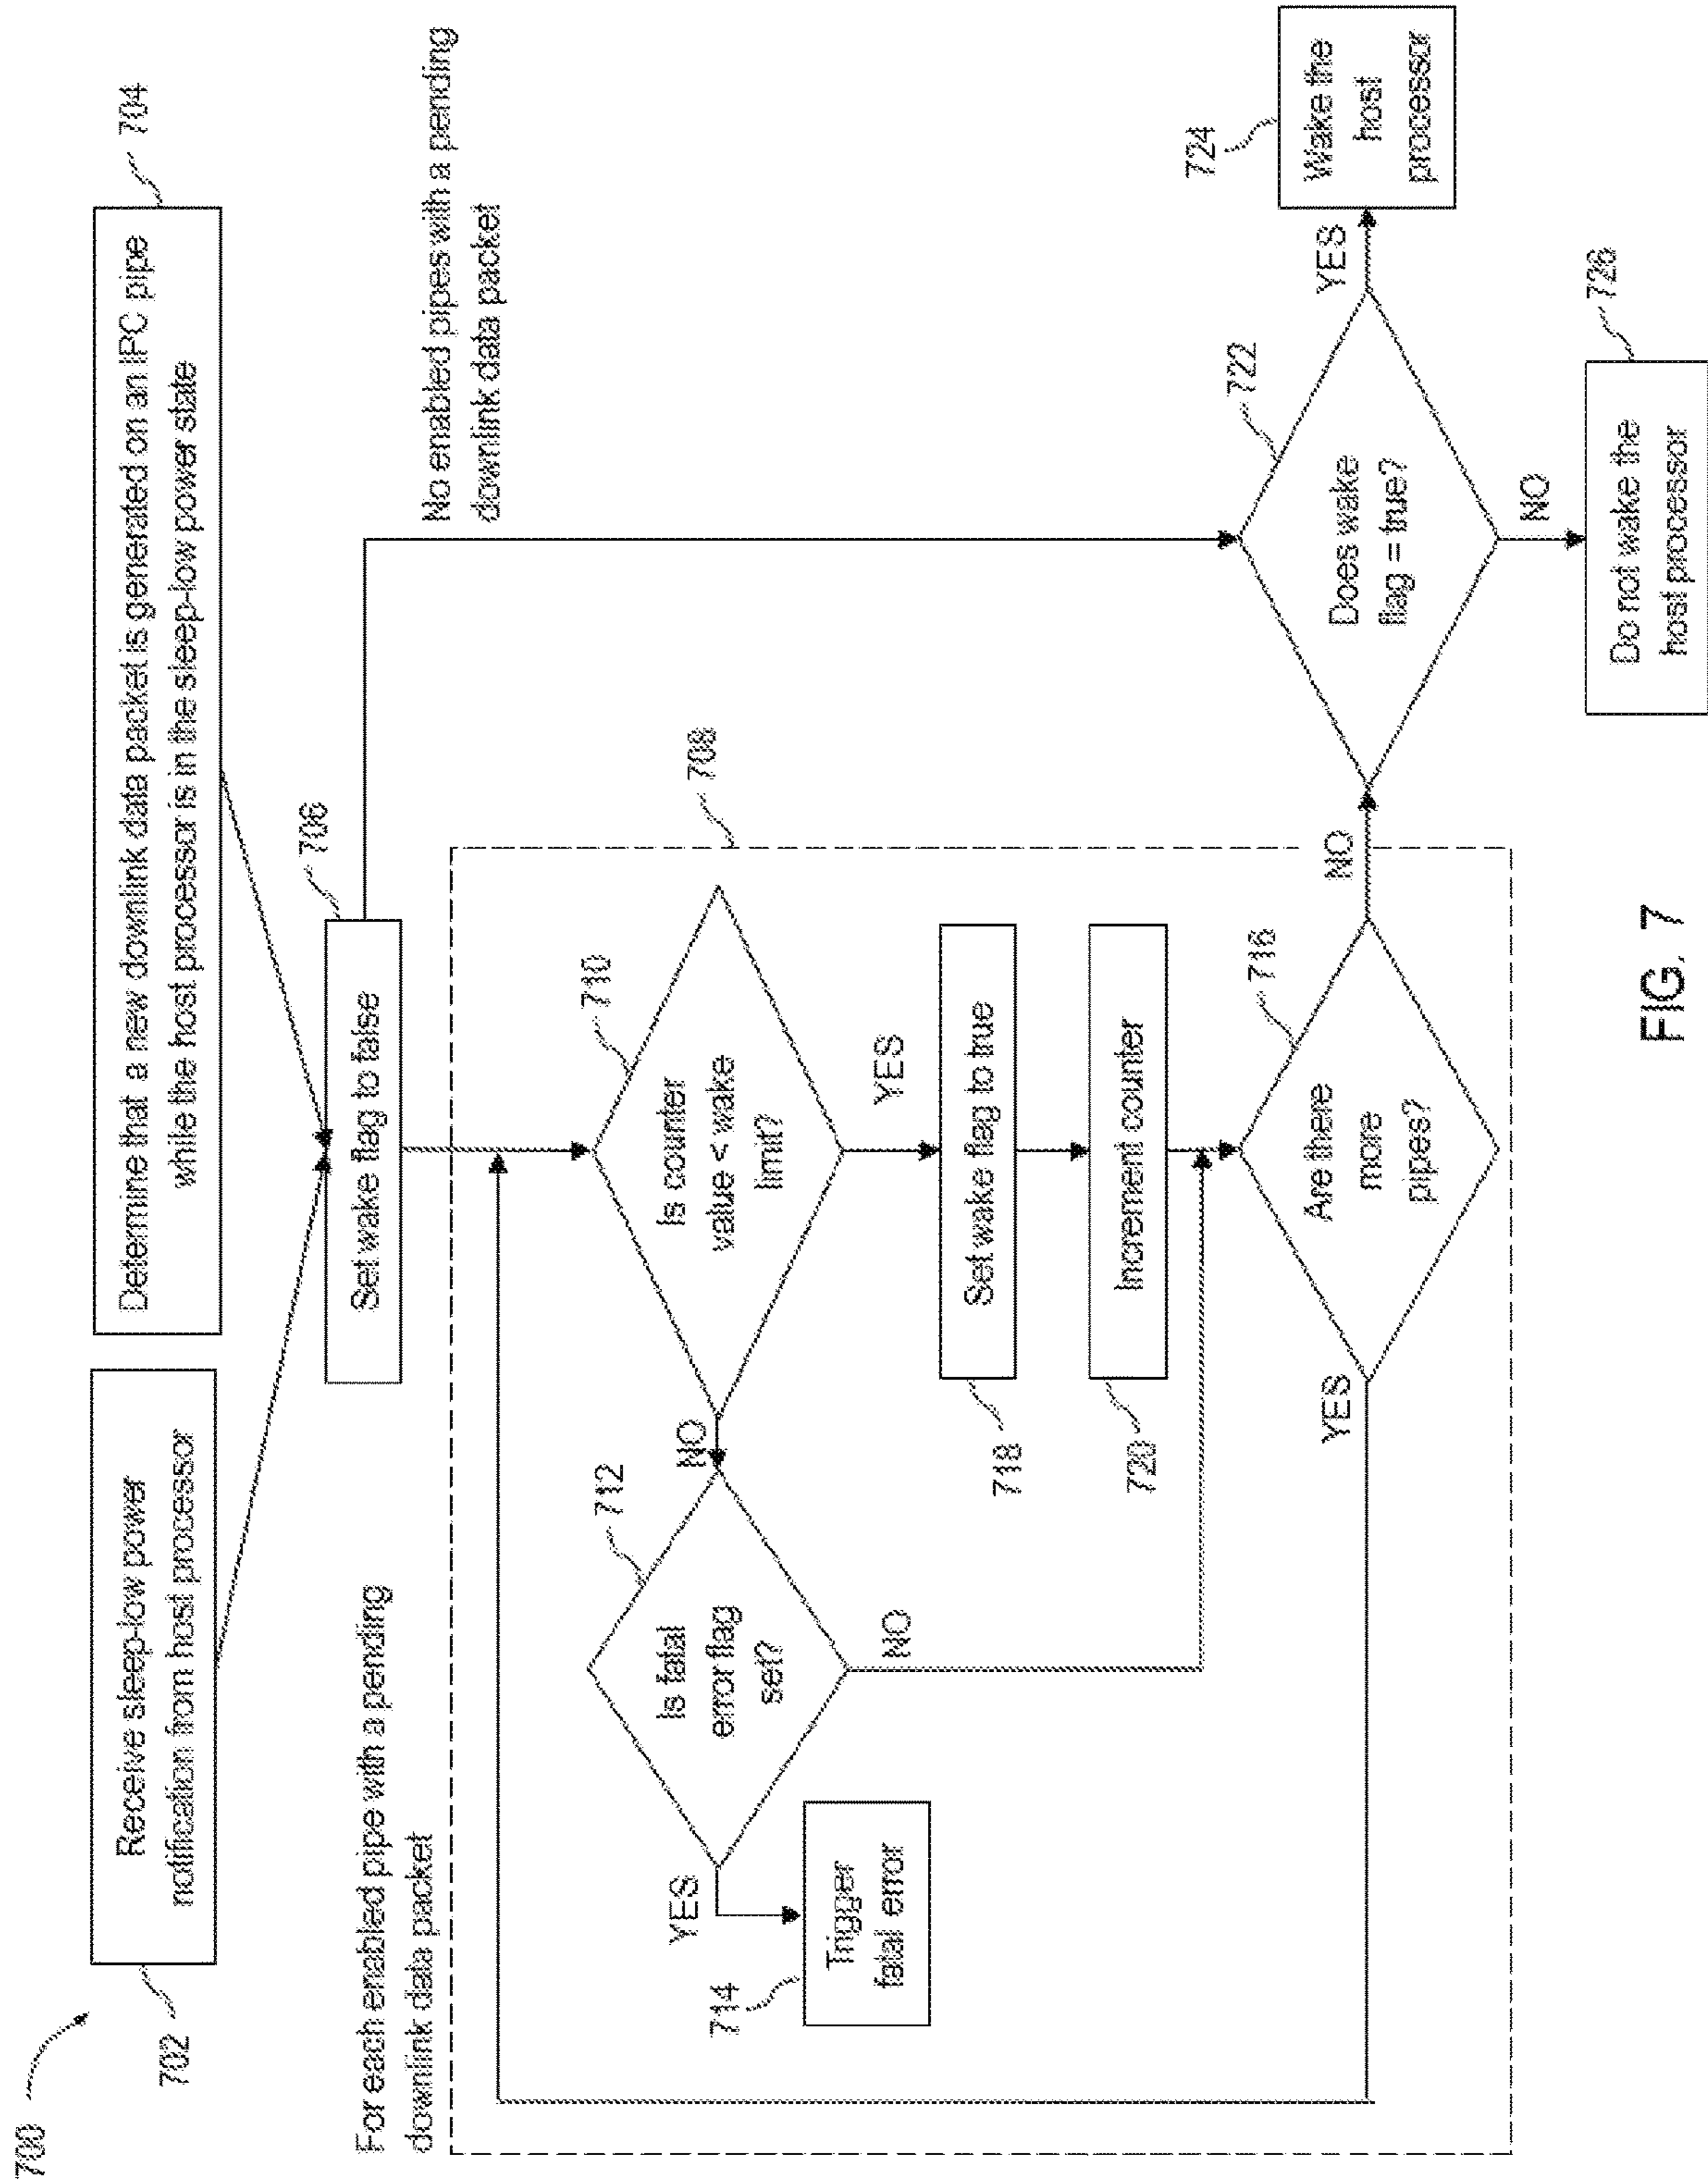 700
702
Receive sleep-low power
notification from host processor
704
Determine that a new downlink data packet is generated on an IPC pipe
while the host processor is in the sleep-low power state
706
Set wake flag to false
No enabled pipes with a pending
downlink data packet
For each enabled pipe with a pending
downlink data packet
708
710
Is counter
value < wake
limit?
NO
YES
712
Is fatal
error flag
set?
YES
NO
714
Trigger
fatal error
718
Set wake flag to true
720
Increment counter
716
Are there
more
pipes?
YES
NO
722
Does wake
flag = true?
YES
NO
724
Wake the
host
processor
726
Do not wake the
host processor
FIG. 7